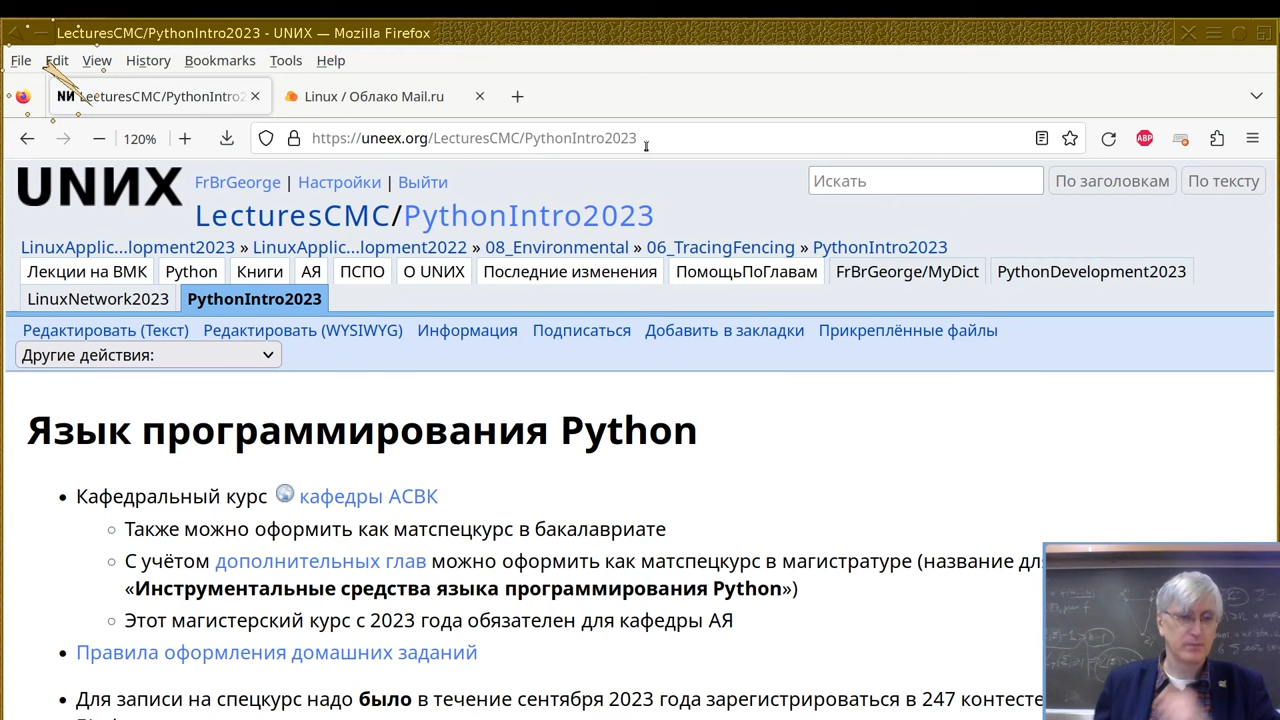 LecturesCMC/PythonIntro2023 - UNИX — Mozilla Firefox
File Edit View History Bookmarks Tools Help
NИ LecturesCMC/PythonIntro2
Linux / Облако Mail.ru
120%
https://uneex.org/LecturesCMC/PythonIntro2023
ABP
UNИX
FrBrGeorge | Настройки | Выйти
Искать
По заголовкам
По тексту
LecturesCMC/PythonIntro2023
LinuxApplic...lopment2023 » LinuxApplic...lopment2022 » 08_Environmental » 06_TracingFencing » PythonIntro2023
Лекции на ВМК Python Книги АЯ ПСПО О UNIX Последние изменения ПомощьПоГлавам FrBrGeorge/MyDict PythonDevelopment2023
LinuxNetwork2023 PythonIntro2023
Редактировать (Текст) Редактировать (WYSIWYG) Информация Подписаться Добавить в закладки Прикреплённые файлы
Другие действия:
Язык программирования Python
• Кафедральный курс кафедры АСВК
Также можно оформить как матспецкурс в бакалавриате
С учётом дополнительных глав можно оформить как матспецкурс в магистратуре (название
«Инструментальные средства языка программирования Python»)
Этот магистерский курс с 2023 года обязателен для кафедры АЯ
• Правила оформления домашних заданий
• Для записи на спецкурс надо было в течение сентября 2023 года зарегистрироваться в 247 контесте